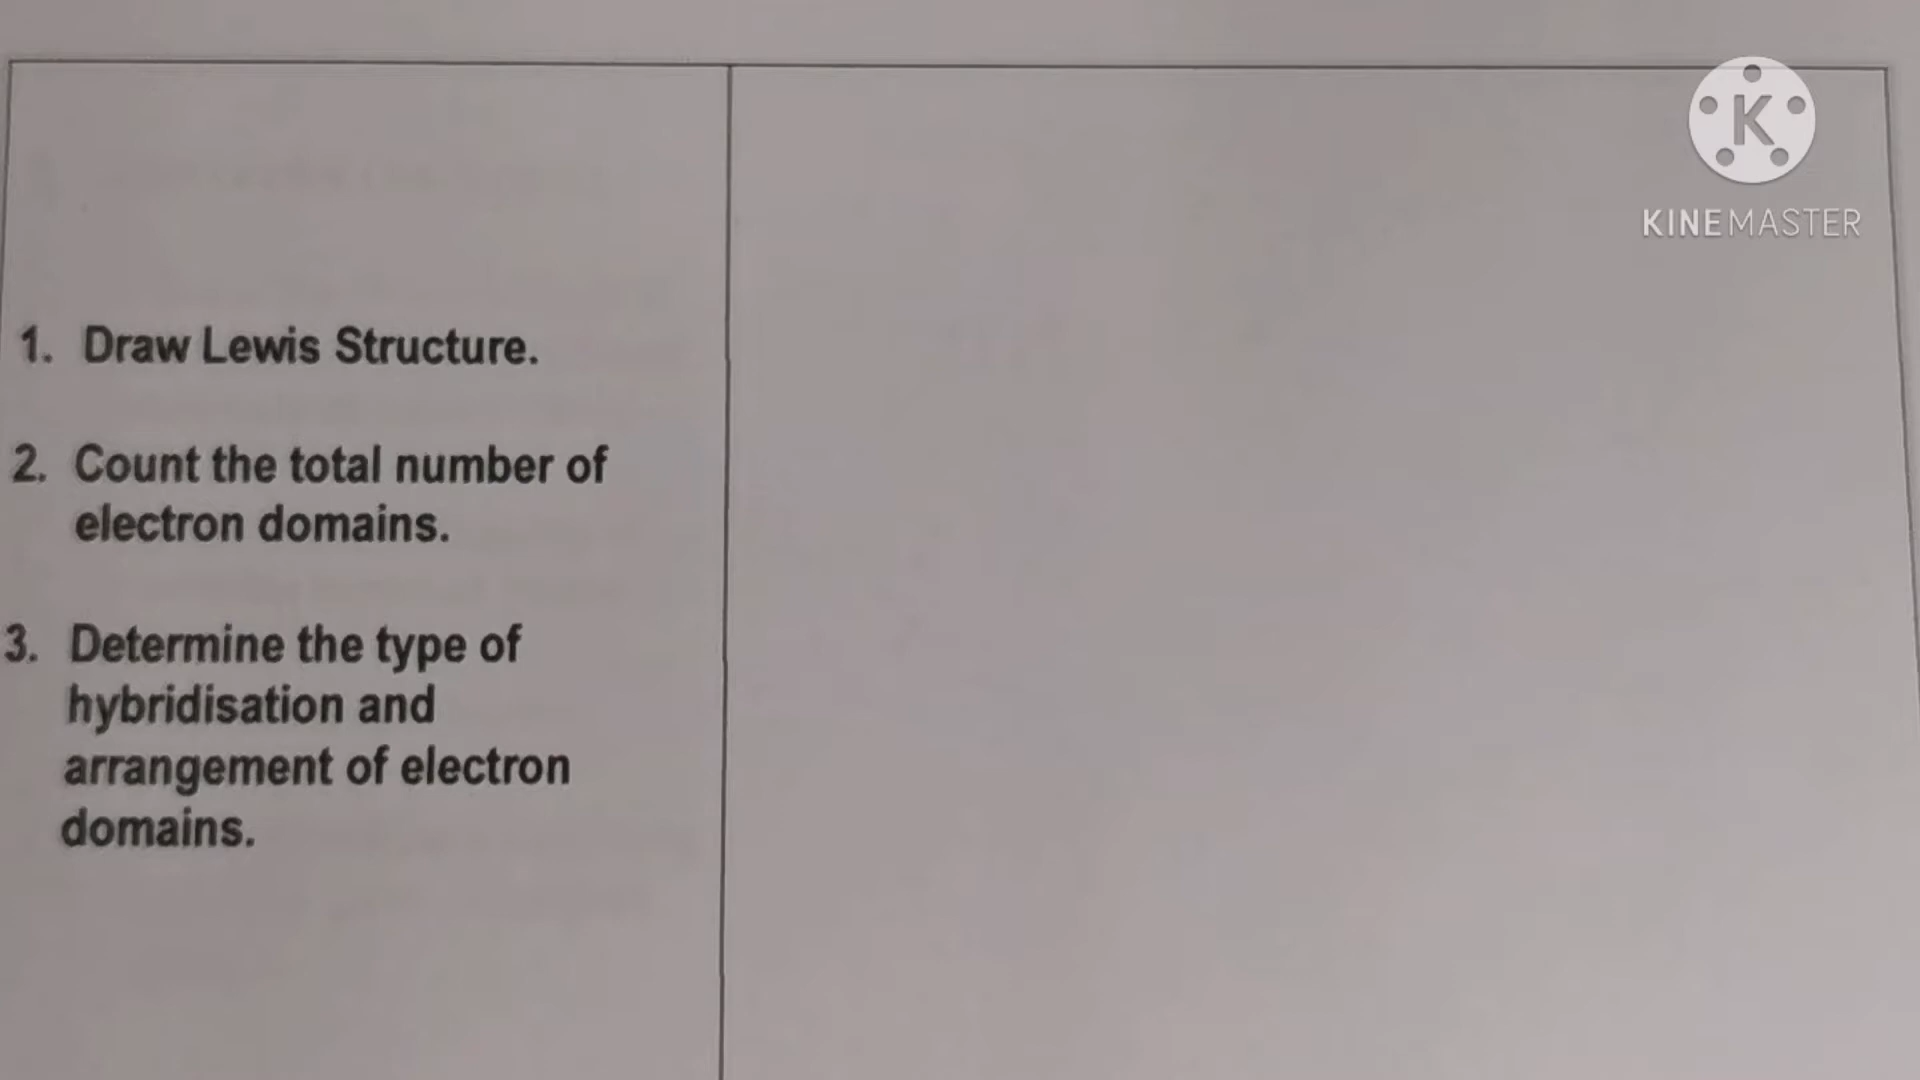 KINEMASTER
1. Draw Lewis Structure.
2. Count the total number of
electron domains.
3. Determine the type of
hybridisation and
arrangement of electron
domains.